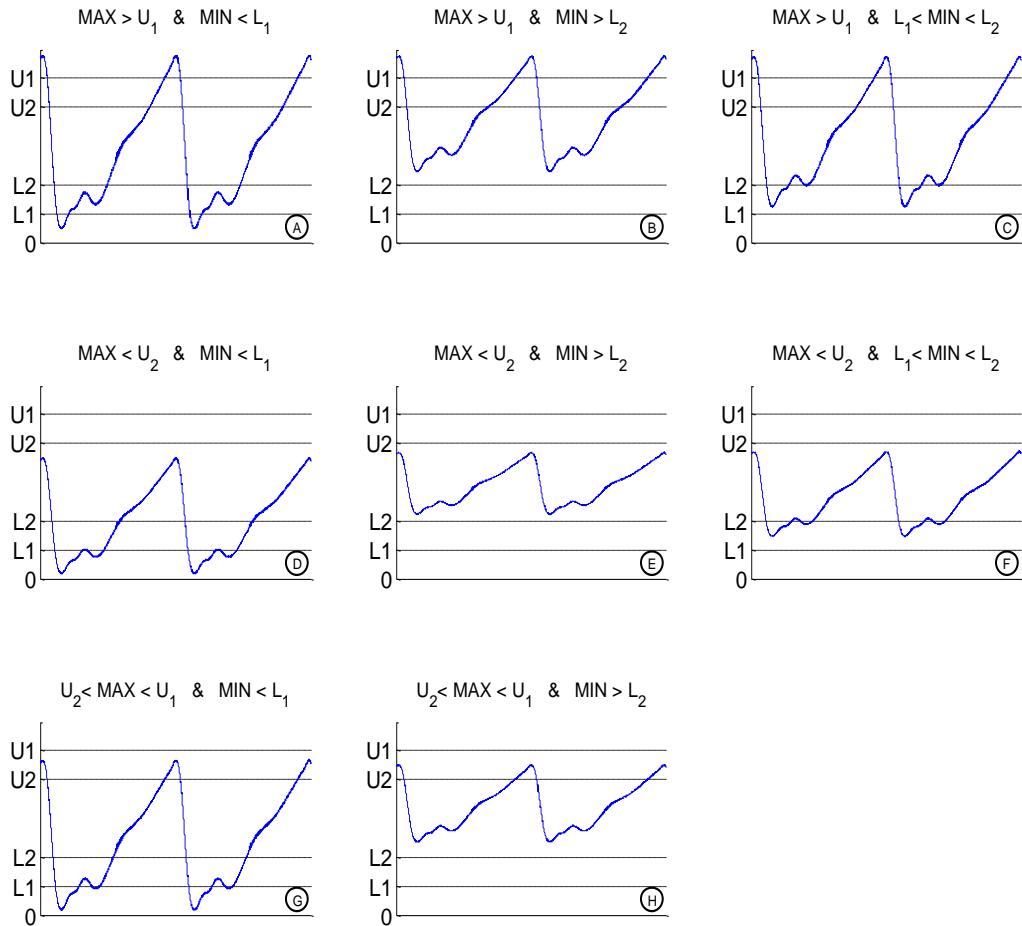 MAX > U1 & MIN < L1
U1
U2
L2
L1
0
A
MAX > U1 & MIN > L2
U1
U2
L2
L1
0
B
MAX > U1 & L1< MIN < L2
U1
U2
L2
L1
0
C
MAX < U2 & MIN < L1
U1
U2
L2
L1
0
D
MAX < U2 & MIN > L2
U1
U2
L2
L1
0
E
MAX < U2 & L1< MIN < L2
U1
U2
L2
L1
0
F
U2< MAX < U1 & MIN < L1
U1
U2
L2
L1
0
G
U2< MAX < U1 & MIN > L2
U1
U2
L2
L1
0
H